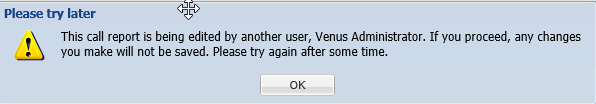 Please try later
This call report is being edited by another user, Venus Administrator. If you proceed, any changes
you make will not be saved. Please try again after some time.
OK